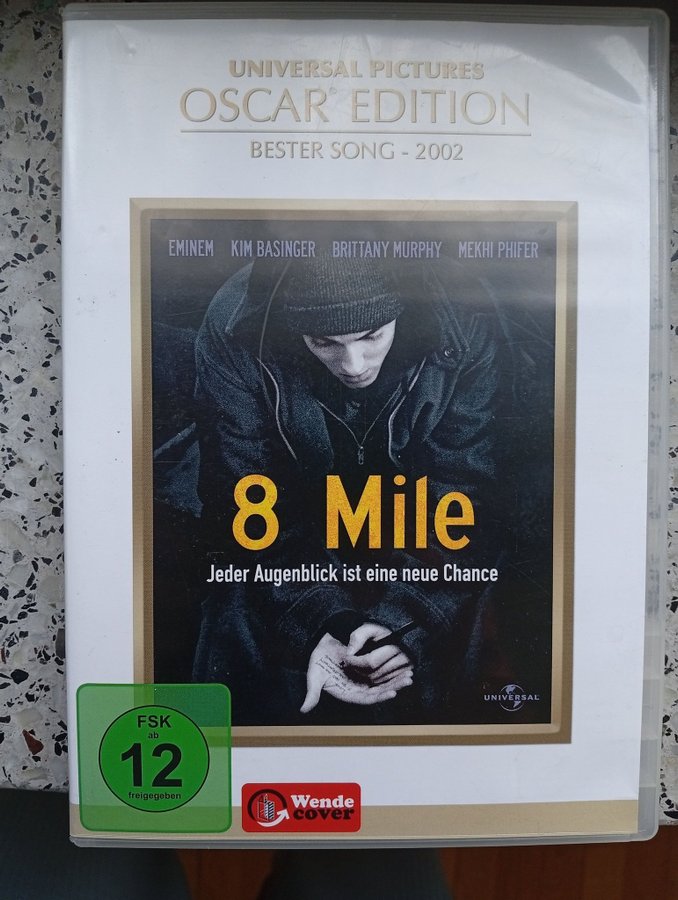 UNIVERSAL PICTURES
OSCAR® EDITION
BESTER SONG - 2002
EMINEM KIM BASINGER BRITTANY MURPHY MEKHI PHIFER
8 Mile
Jeder Augenblick ist eine neue Chance
UNIVERSAL
FSK
ab
12
freigegeben
Wende
cover